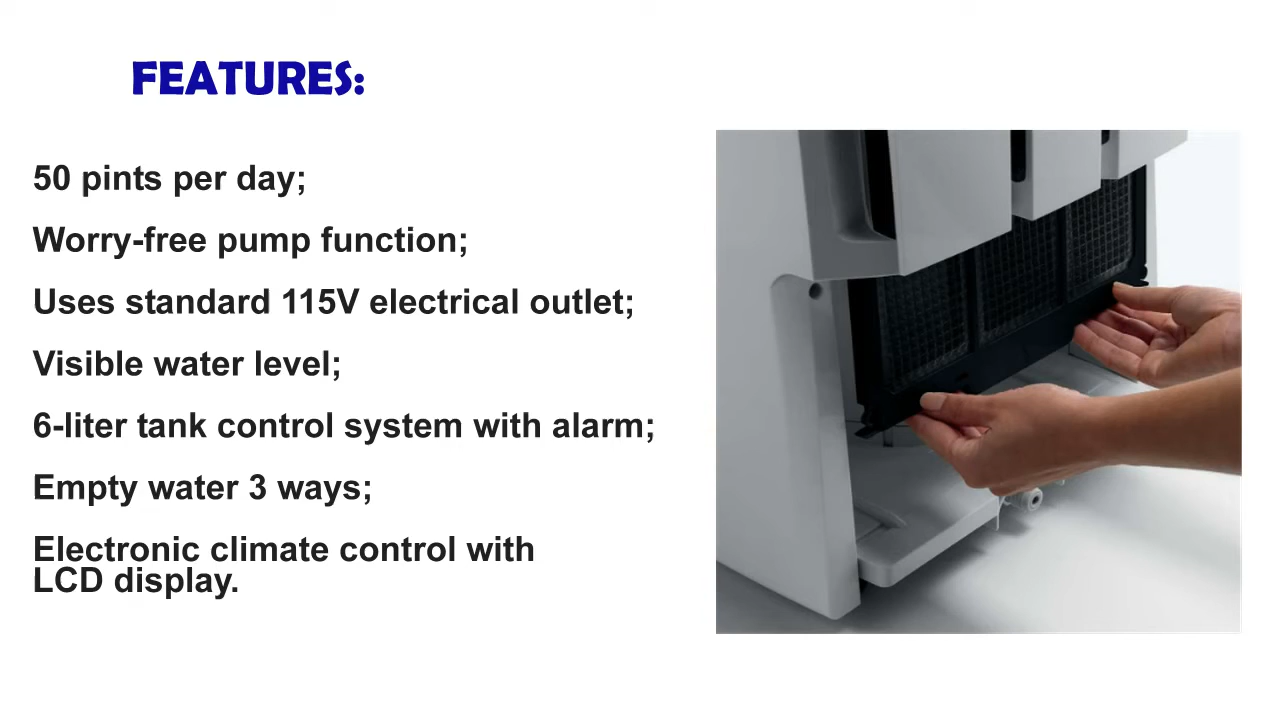 FEATURES:
50 pints per day;
Worry-free pump function;
Uses standard 115V electrical outlet;
Visible water level;
6-liter tank control system with alarm;
Empty water 3 ways;
Electronic climate control with
LCD display.